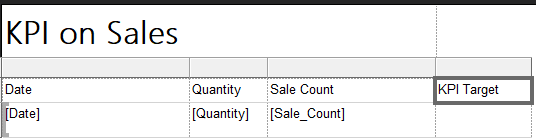 KPI on Sales
Date Quantity Sale Count KPI Target
[Date] [Quantity] [Sale_Count]